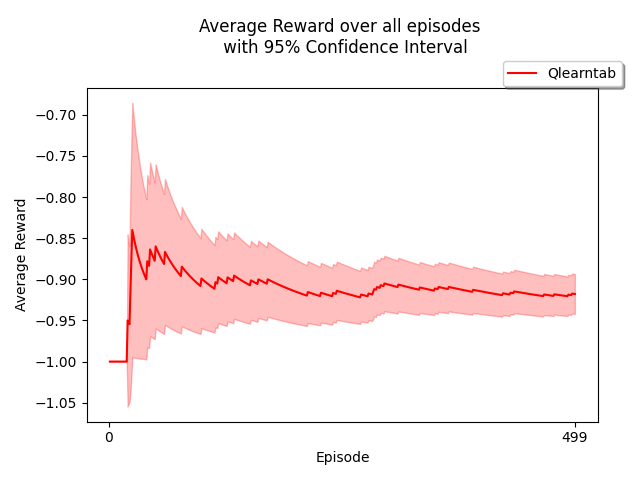 Average Reward over all episodes
with 95% Confidence Interval
Qlearntab
−0.70
−0.75
−0.80
−0.85
−0.90
−0.95
−1.00
−1.05
Average Reward
0
499
Episode